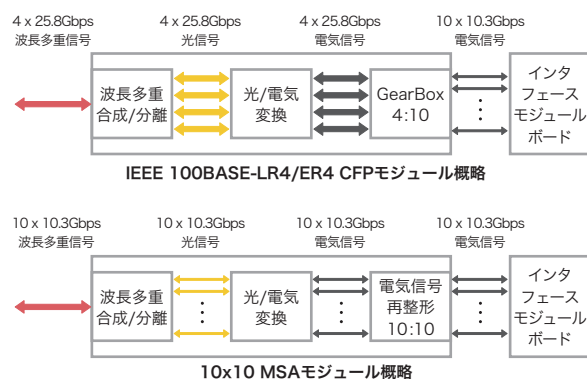 4 x 25.8Gbps 4 x 25.8Gbps 4 x 25.8Gbps 10 x 10.3Gbps
波長多重信号 光信号 電気信号 電気信号
波長多重
合成/分離
光/電気
変換
GearBox
4:10
インタ
フェース
モジュール
ボード
IEEE 100BASE-LR4/ER4 CFPモジュール概略
10 x 10.3Gbps 10 x 10.3Gbps 10 x 10.3Gbps 10 x 10.3Gbps
波長多重信号 光信号 電気信号 電気信号
波長多重
合成/分離
光/電気
変換
電気信号
再整形
10:10
インタ
フェース
モジュール
ボード
10x10 MSAモジュール概略